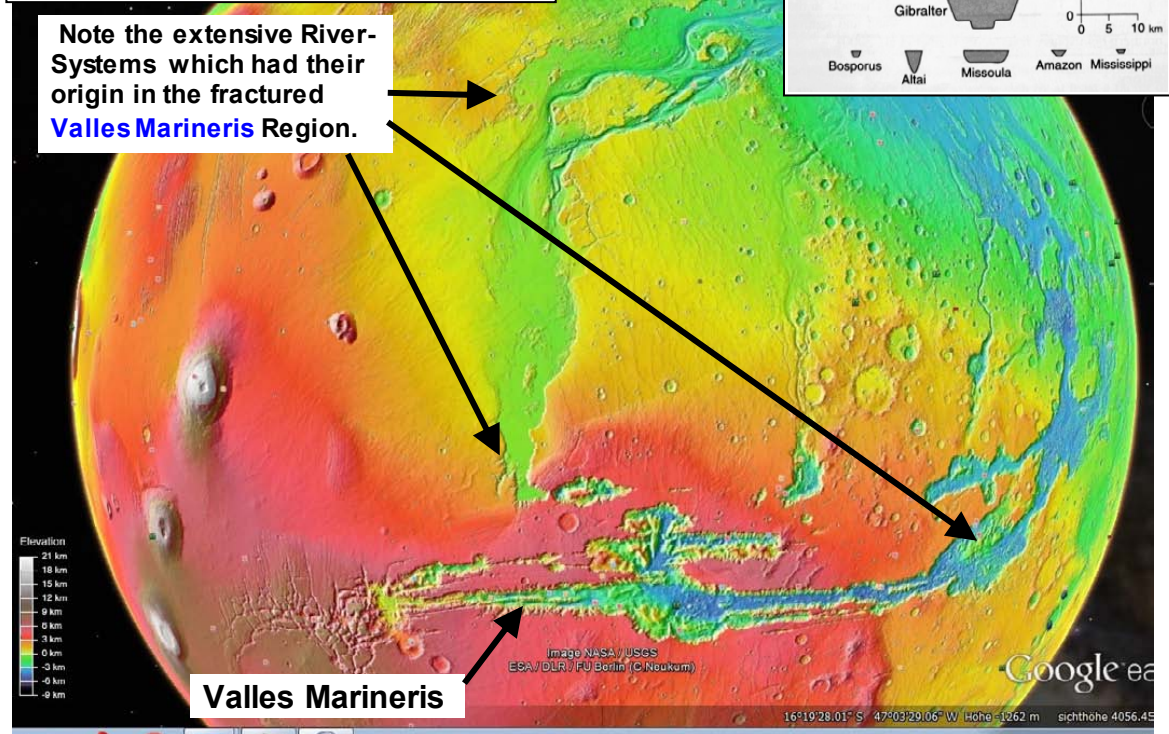 Note the extensive River-
Systems which had their
origin in the fractured
Valles Marineris Region.
Gibralter
0
0 5 10 km
Bosporus
Altai
Missoula
Amazon
Mississippi
Elevation
21 km
18 km
15 km
12 km
9 km
6 km
3 km
0 km
-3 km
-6 km
-9 km
Image NASA / USGS
ESA / DLR / FU Berlin (G Neukum)
Google ea
Valles Marineris
16°19'28.01" S 47°03'29.06" W Höhe -1262 m sichthöhe 4056.45